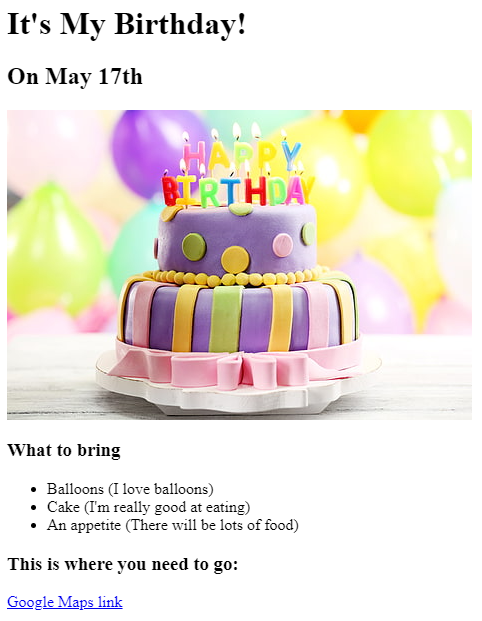 It's My Birthday!
On May 17th
HAPPY
BIRTHDAY
What to bring
Balloons (I love balloons)
Cake (I'm really good at eating)
An appetite (There will be lots of food)
This is where you need to go:
Google Maps link